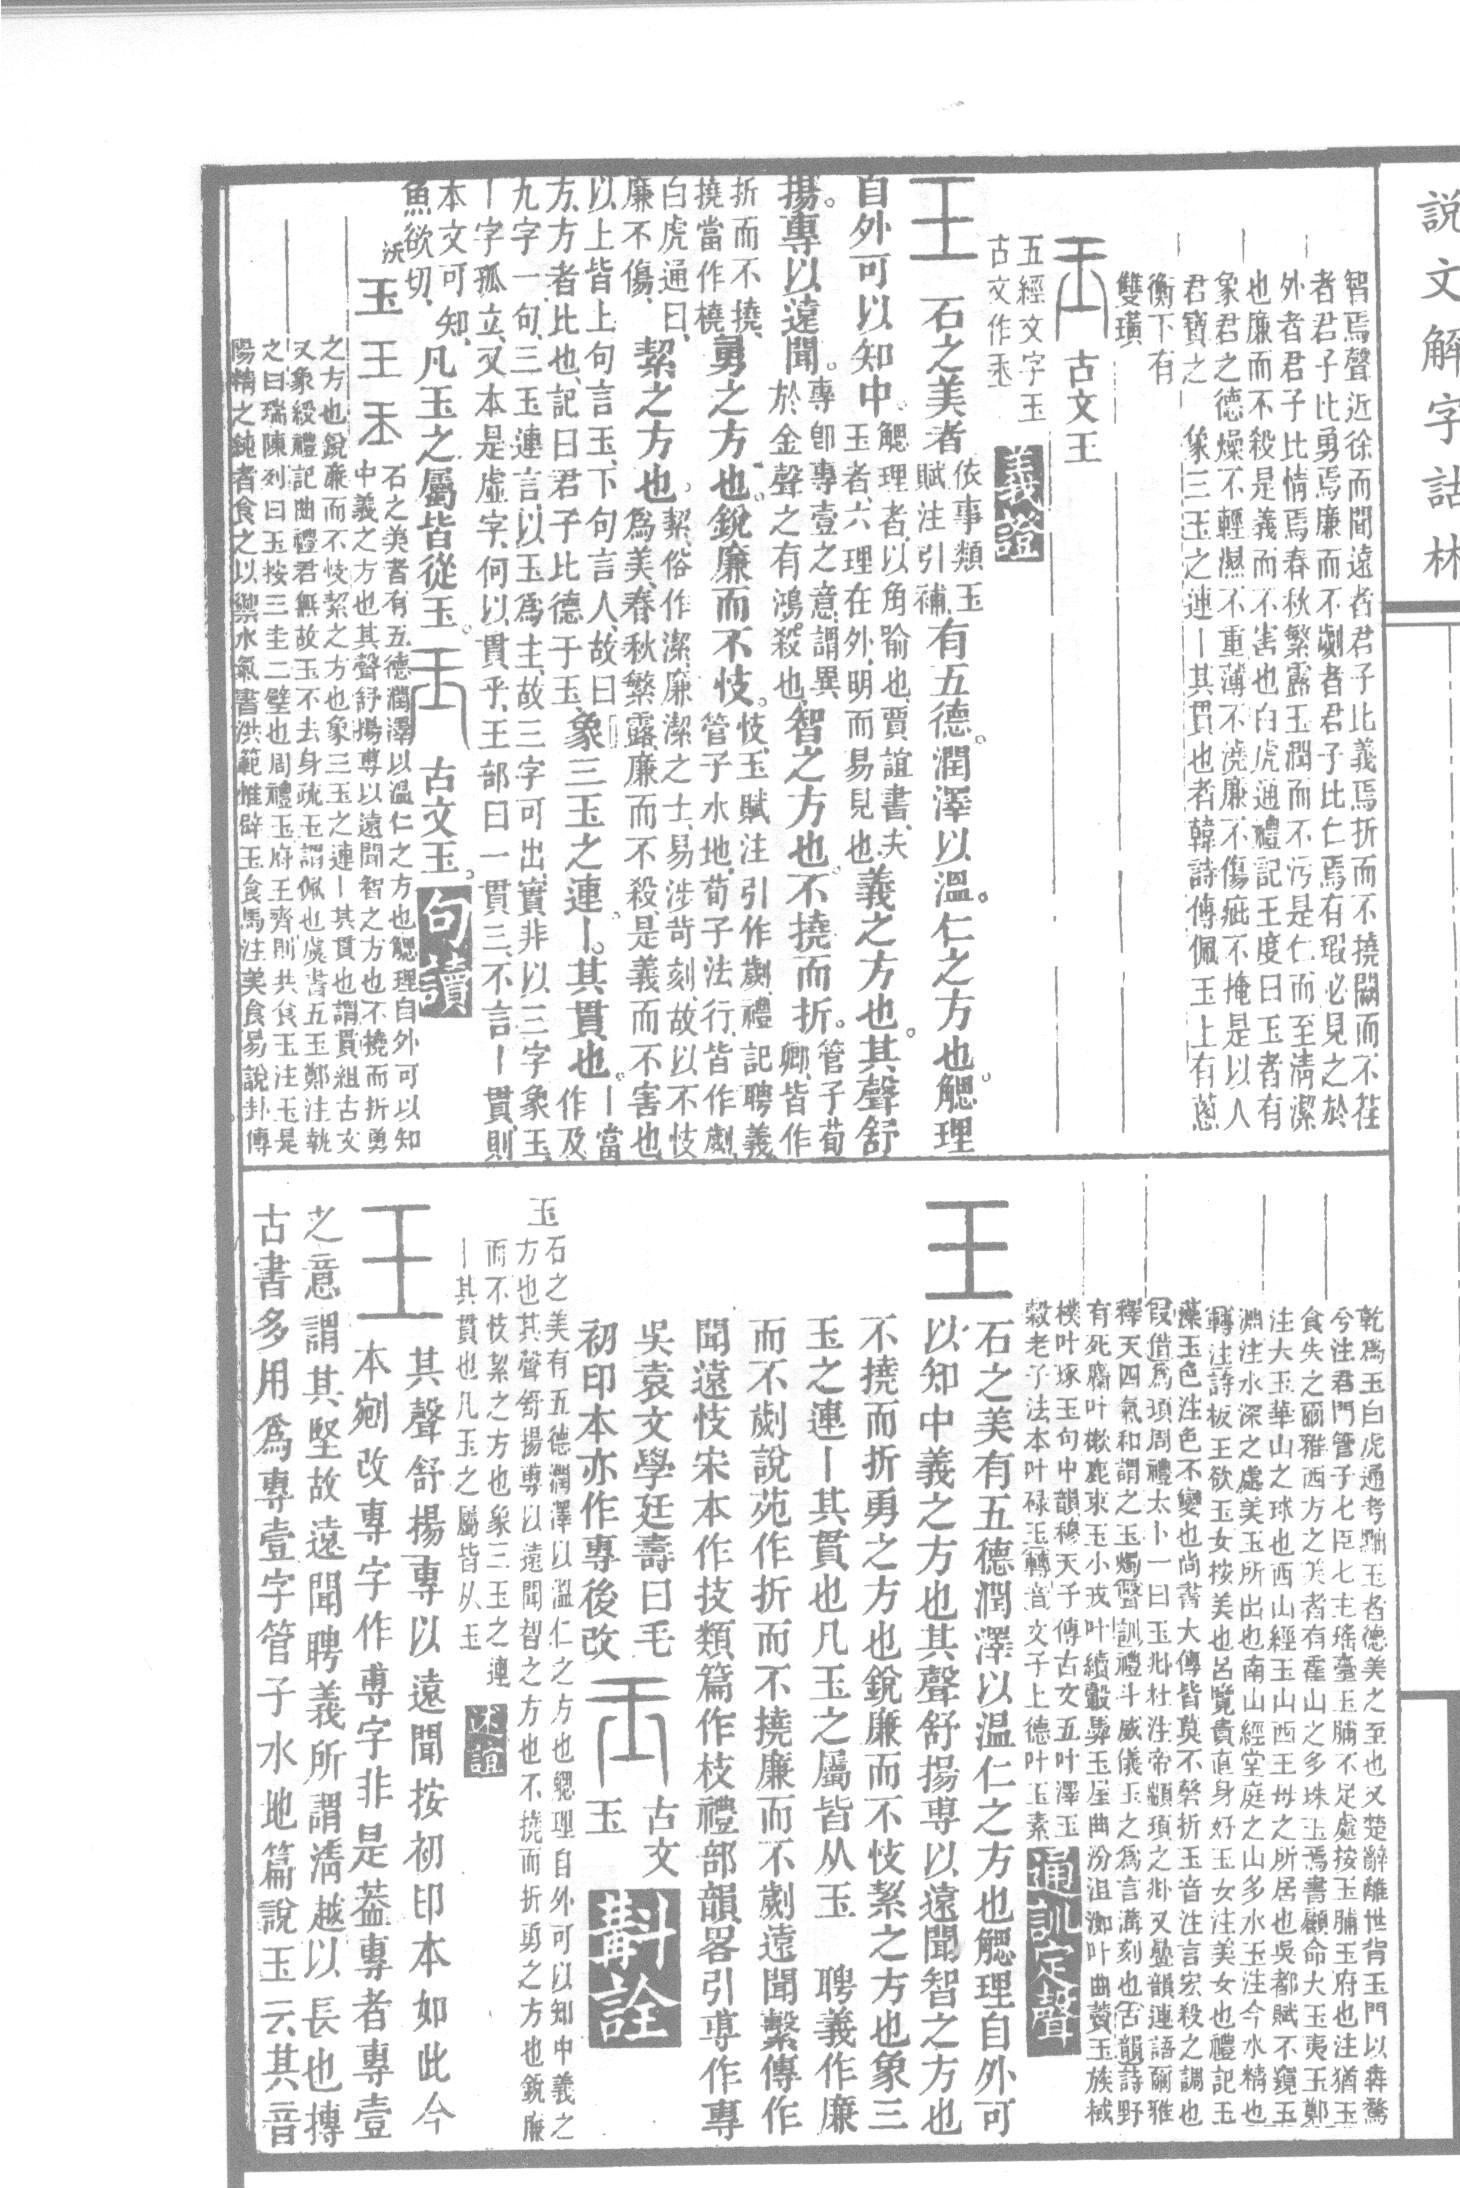 說文解字詁林
智焉聲近徐而聞遠者君子比義焉折而不撓闕而不荏
者君子比勇焉廉而不劌者君子比仁焉有瑕必見之於
外者君子比情焉春秋繁露玉潤而不污是仁而至淸潔
也廉而不殺是義而不害也白虎通禮記王度曰玉者有
象君之德燥不輕濕不重薄不澆廉不傷疵不掩是以人
君寶之 象三玉之連丨其貫也者韓詩傳佩玉上有蔥
衡下有
雙璜
古文王
五經文字玉
古文作
義證
王 石之美者 依事類玉賦注引補 有五德。潤澤以溫。仁之方也。䚡理
自外可以知中。䚡理者、以角喻也、賈誼書、夫玉者、六理在外、明而易見也、義之方也。其聲舒
揚。專以遠聞。專卽專壹之意、謂異於金聲之有鴻殺也、智之方也。不撓而折。管子荀卿、皆作
折而不撓、撓當作橈、勇之方也。銳廉而不忮。忮、玉賦注引作劌、禮記聘義、管子水地、荀子法行、皆作劌、
白虎通曰、廉不傷、絜之方也。絜、俗作潔、廉潔之士、易涉苛刻、故以不忮爲美、春秋繁露、廉而不殺、是義而不害也、
以上皆上句言玉、下句言人、故曰方、方者、比也、記曰、君子比德于玉、象三玉之連。丨。其貫也。丨當作及
九字一句、三玉連言、以玉爲主、故三字可出、實非以三字象玉、
丨字孤立、又本是虛字、何以貫乎、王部曰、一貫三、不言丨貫、則
本文可知、凡玉之屬皆從玉。古文玉。句讀
魚欲切、
沃
玉 王 禾 石之美者有五德潤澤以溫仁之方也䚡理自外可以知
中義之方也其聲舒揚尃以遠聞智之方也不撓而折勇
之方也銳廉而不忮絜之方也象三玉之連丨其貫也謂貫組古文
又象綬禮記曲禮君無故玉不去身疏玉謂佩也虞書五玉鄭注執
之曰瑞陳列曰玉按三圭二璧也周禮玉府王齊則共食玉注玉是
陽精之純者食之以禦水氣書洪範惟辟玉食馬注美食易說卦傳
乾爲玉白虎通考黜玉者德美之至也又楚辭離世背玉門以犇騖
兮注君門管子七臣七主瑤臺玉脯不足處按玉脯玉府也注猶玉
食失之爾雅西方之美者有霍山之多珠玉焉書顧命大玉夷玉鄭
注大玉華山之球也西山經玉山西王母之所居也吳都賦不窺玉
淵注水深之處美玉所出也南山經堂庭之山多水玉注今水精也
轉注詩板王欲玉女按美也呂覽貴直身好玉女注美女也禮記玉
藻玉色注色不變也尚書大傳皆莫不磬折玉音注言宏殺之調也
叚借爲頊周禮太卜一曰玉兆杜注帝顓頊之兆又疊韻連語爾雅
釋天四氣和謂之玉燭聲訓禮斗威儀玉之爲言溝刻也古韻詩野
有死麕叶樕鹿束玉小戎叶續轂馵玉屋曲汾沮洳叶曲藚玉族棫
樸叶琢玉句中韻穆天子傳古文五叶澤玉
穀老子法本叶祿玉轉音文子上德叶玉素
通訓定聲
王 石之美有五德潤澤以溫仁之方也䚡理自外可
以知中義之方也其聲舒揚尃以遠聞智之方也
不撓而折勇之方也銳廉而不忮絜之方也象三
玉之連丨其貫也凡玉之屬皆从玉 聘義作廉
而不劌說苑作折而不撓廉而不劌遠聞繫傳作
聞遠忮宋本作技類篇作枝禮部韻畧引尃作專
吳袁文學廷壽曰毛
初印本亦作專後改
古文
玉
斠詮
玉 石之美有五德潤澤以溫仁之方也䚡理自外可以知中義之
方也其聲舒揚尃以遠聞智之方也不撓而折勇之方也銳廉
而不忮絜之方也象三玉之連
丨其貫也凡玉之屬皆从玉
述誼
王 其聲舒揚專以遠聞按初印本如此今
本剜改專字作尃字非是葢專者專壹
之意謂其堅故遠聞聘義所謂淸越以長也摶
古書多用爲專壹字管子水地篇說玉云其音